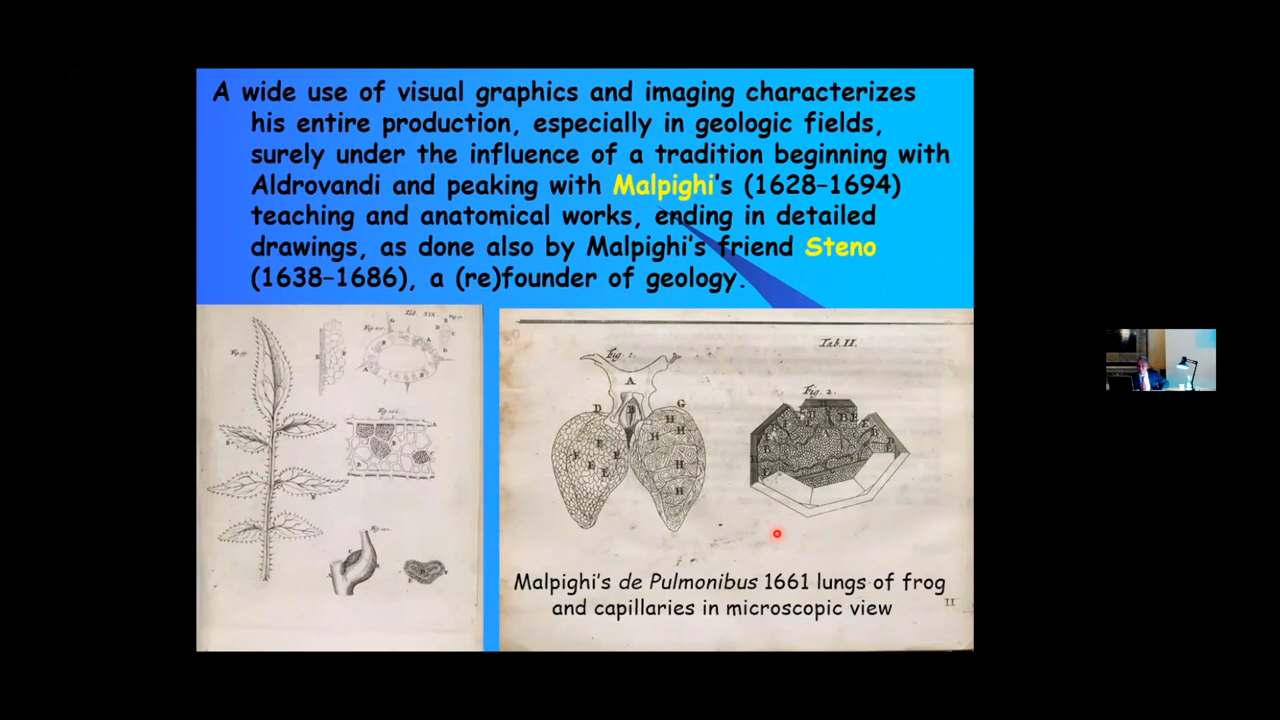 A wide use of visual graphics and imaging characterizes
his entire production, especially in geologic fields,
surely under the influence of a tradition beginning with
Aldrovandi and peaking with Malpighi's (1628–1694)
teaching and anatomical works, ending in detailed
drawings, as done also by Malpighi's friend Steno
(1638–1686), a (re)founder of geology.
Tab. XIX.
Fig. 1.
A
D
B
G
H
H
H
H
H
E
E
E
E
Tab. II.
Fig. 2.
Malpighi's de Pulmonibus 1661 lungs of frog
and capillaries in microscopic view
II